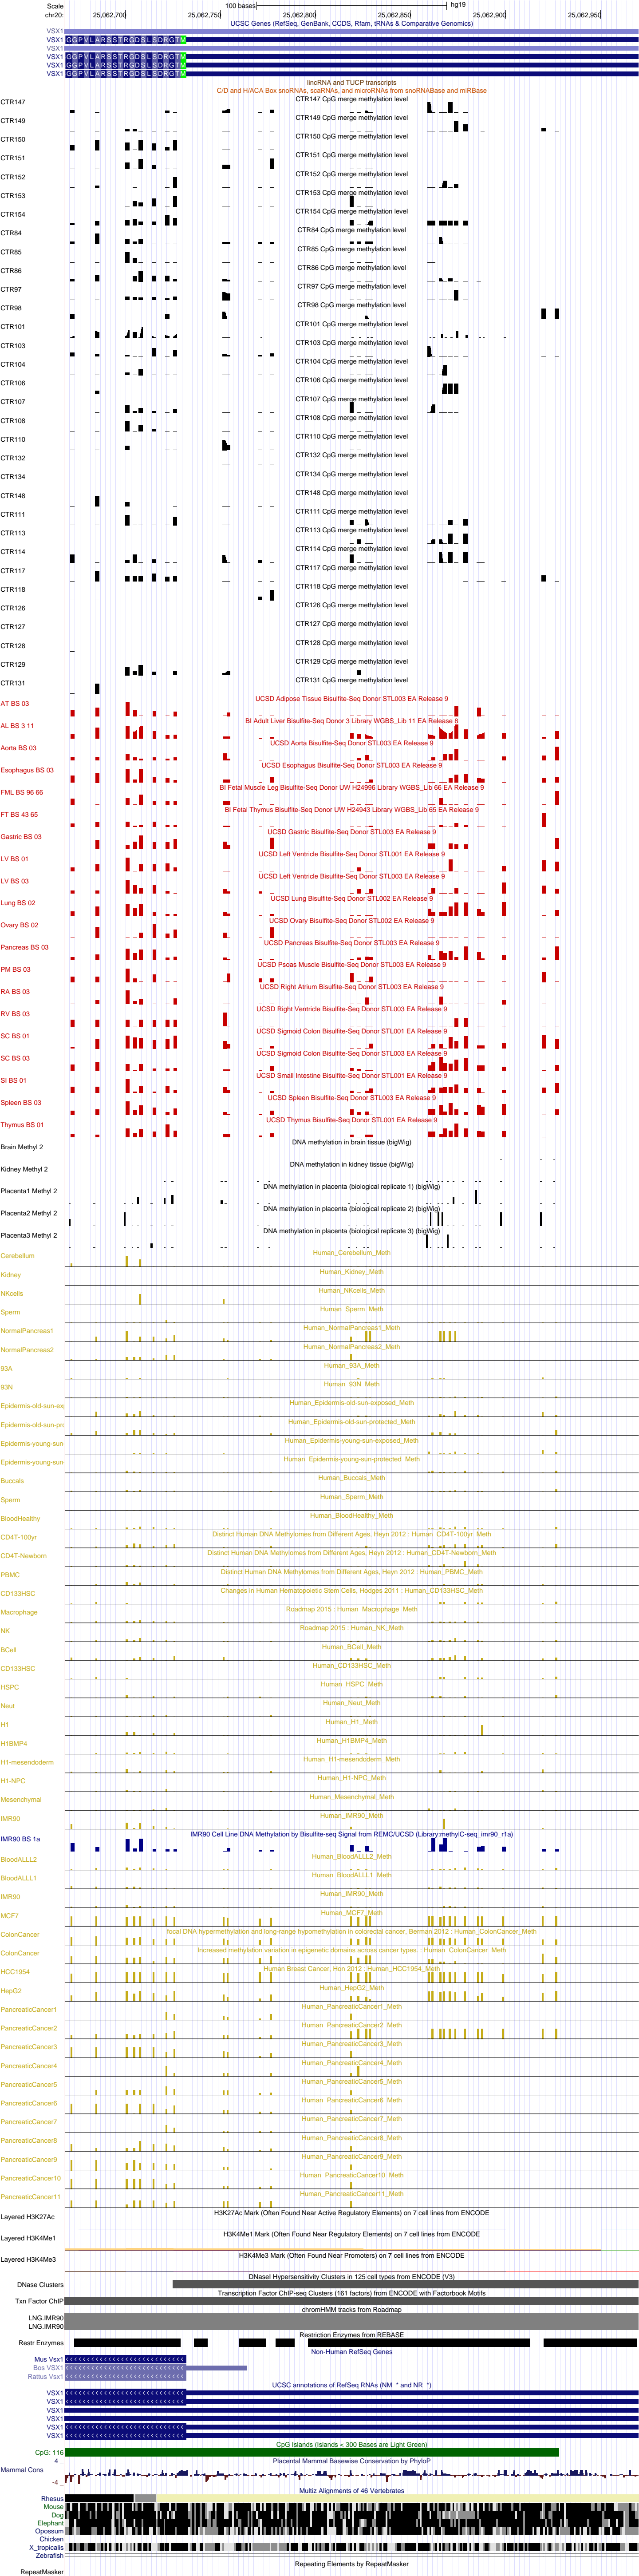 Scale 100 bases hg19
chr20: 25,062,700 25,062,750 25,062,800 25,062,850 25,062,900 25,062,950
UCSC Genes (RefSeq, GenBank, CCDS, Rfam, tRNAs & Comparative Genomics)
VSX1
VSX1 G G P V L A R S S T R G D S L S D R G T M
VSX1
VSX1 G G P V L A R S S T R G D S L S D R G T M
VSX1 G G P V L A R S S T R G D S L S D R G T M
VSX1 G G P V L A R S S T R G D S L S D R G T M
lincRNA and TUCP transcripts
C/D and H/ACA Box snoRNAs, scaRNAs, and microRNAs from snoRNABase and miRBase
CTR147 CTR147 CpG merge methylation level
CTR149 CTR149 CpG merge methylation level
CTR150 CTR150 CpG merge methylation level
CTR151 CTR151 CpG merge methylation level
CTR152 CTR152 CpG merge methylation level
CTR153 CTR153 CpG merge methylation level
CTR154 CTR154 CpG merge methylation level
CTR84 CTR84 CpG merge methylation level
CTR85 CTR85 CpG merge methylation level
CTR86 CTR86 CpG merge methylation level
CTR97 CTR97 CpG merge methylation level
CTR98 CTR98 CpG merge methylation level
CTR101 CTR101 CpG merge methylation level
CTR103 CTR103 CpG merge methylation level
CTR104 CTR104 CpG merge methylation level
CTR106 CTR106 CpG merge methylation level
CTR107 CTR107 CpG merge methylation level
CTR108 CTR108 CpG merge methylation level
CTR110 CTR110 CpG merge methylation level
CTR132 CTR132 CpG merge methylation level
CTR134 CTR134 CpG merge methylation level
CTR148 CTR148 CpG merge methylation level
CTR111 CTR111 CpG merge methylation level
CTR113 CTR113 CpG merge methylation level
CTR114 CTR114 CpG merge methylation level
CTR117 CTR117 CpG merge methylation level
CTR118 CTR118 CpG merge methylation level
CTR126 CTR126 CpG merge methylation level
CTR127 CTR127 CpG merge methylation level
CTR128 CTR128 CpG merge methylation level
CTR129 CTR129 CpG merge methylation level
CTR131 CTR131 CpG merge methylation level
AT BS 03 UCSD Adipose Tissue Bisulfite-Seq Donor STL003 EA Release 9
AL BS 3 11 BI Adult Liver Bisulfite-Seq Donor 3 Library WGBS_Lib 11 EA Release 8
Aorta BS 03 UCSD Aorta Bisulfite-Seq Donor STL003 EA Release 9
Esophagus BS 03 UCSD Esophagus Bisulfite-Seq Donor STL003 EA Release 9
FML BS 96 66 BI Fetal Muscle Leg Bisulfite-Seq Donor UW H24996 Library WGBS_Lib 66 EA Release 9
FT BS 43 65 BI Fetal Thymus Bisulfite-Seq Donor UW H24943 Library WGBS_Lib 65 EA Release 9
Gastric BS 03 UCSD Gastric Bisulfite-Seq Donor STL003 EA Release 9
LV BS 01 UCSD Left Ventricle Bisulfite-Seq Donor STL001 EA Release 9
LV BS 03 UCSD Left Ventricle Bisulfite-Seq Donor STL003 EA Release 9
Lung BS 02 UCSD Lung Bisulfite-Seq Donor STL002 EA Release 9
Ovary BS 02 UCSD Ovary Bisulfite-Seq Donor STL002 EA Release 9
Pancreas BS 03 UCSD Pancreas Bisulfite-Seq Donor STL003 EA Release 9
PM BS 03 UCSD Psoas Muscle Bisulfite-Seq Donor STL003 EA Release 9
RA BS 03 UCSD Right Atrium Bisulfite-Seq Donor STL003 EA Release 9
RV BS 03 UCSD Right Ventricle Bisulfite-Seq Donor STL003 EA Release 9
SC BS 01 UCSD Sigmoid Colon Bisulfite-Seq Donor STL001 EA Release 9
SC BS 03 UCSD Sigmoid Colon Bisulfite-Seq Donor STL003 EA Release 9
SI BS 01 UCSD Small Intestine Bisulfite-Seq Donor STL001 EA Release 9
Spleen BS 03 UCSD Spleen Bisulfite-Seq Donor STL003 EA Release 9
Thymus BS 01 UCSD Thymus Bisulfite-Seq Donor STL001 EA Release 9
Brain Methyl 2 DNA methylation in brain tissue (bigWig)
Kidney Methyl 2 DNA methylation in kidney tissue (bigWig)
Placenta1 Methyl 2 DNA methylation in placenta (biological replicate 1) (bigWig)
Placenta2 Methyl 2 DNA methylation in placenta (biological replicate 2) (bigWig)
Placenta3 Methyl 2 DNA methylation in placenta (biological replicate 3) (bigWig)
Cerebellum Human_Cerebellum_Meth
Kidney Human_Kidney_Meth
NKcells Human_NKcells_Meth
Sperm Human_Sperm_Meth
NormalPancreas1 Human_NormalPancreas1_Meth
NormalPancreas2 Human_NormalPancreas2_Meth
93A Human_93A_Meth
93N Human_93N_Meth
Epidermis-old-sun-ex Human_Epidermis-old-sun-exposed_Meth
Epidermis-old-sun-pro Human_Epidermis-old-sun-protected_Meth
Epidermis-young-sun Human_Epidermis-young-sun-exposed_Meth
Epidermis-young-sun Human_Epidermis-young-sun-protected_Meth
Buccals Human_Buccals_Meth
Sperm Human_Sperm_Meth
BloodHealthy Human_BloodHealthy_Meth
CD4T-100yr Distinct Human DNA Methylomes from Different Ages, Heyn 2012 : Human_CD4T-100yr_Meth
CD4T-Newborn Distinct Human DNA Methylomes from Different Ages, Heyn 2012 : Human_CD4T-Newborn_Meth
PBMC Distinct Human DNA Methylomes from Different Ages, Heyn 2012 : Human_PBMC_Meth
CD133HSC Changes in Human Hematopoietic Stem Cells, Hodges 2011 : Human_CD133HSC_Meth
Macrophage Roadmap 2015 : Human_Macrophage_Meth
NK Roadmap 2015 : Human_NK_Meth
BCell Human_BCell_Meth
CD133HSC Human_CD133HSC_Meth
HSPC Human_HSPC_Meth
Neut Human_Neut_Meth
H1 Human_H1_Meth
H1BMP4 Human_H1BMP4_Meth
H1-mesendoderm Human_H1-mesendoderm_Meth
H1-NPC Human_H1-NPC_Meth
Mesenchymal Human_Mesenchymal_Meth
IMR90 Human_IMR90_Meth
IMR90 BS 1a IMR90 Cell Line DNA Methylation by Bisulfite-seq Signal from REMC/UCSD (Library:methylC-seq_imr90_r1a)
BloodALLL2 Human_BloodALLL2_Meth
BloodALLL1 Human_BloodALLL1_Meth
IMR90 Human_IMR90_Meth
MCF7 Human_MCF7_Meth
ColonCancer focal DNA hypermethylation and long-range hypomethylation in colorectal cancer, Berman 2012 : Human_ColonCancer_Meth
ColonCancer Increased methylation variation in epigenetic domains across cancer types. : Human_ColonCancer_Meth
HCC1954 Human Breast Cancer, Hon 2012 : Human_HCC1954_Meth
HepG2 Human_HepG2_Meth
PancreaticCancer1 Human_PancreaticCancer1_Meth
PancreaticCancer2 Human_PancreaticCancer2_Meth
PancreaticCancer3 Human_PancreaticCancer3_Meth
PancreaticCancer4 Human_PancreaticCancer4_Meth
PancreaticCancer5 Human_PancreaticCancer5_Meth
PancreaticCancer6 Human_PancreaticCancer6_Meth
PancreaticCancer7 Human_PancreaticCancer7_Meth
PancreaticCancer8 Human_PancreaticCancer8_Meth
PancreaticCancer9 Human_PancreaticCancer9_Meth
PancreaticCancer10 Human_PancreaticCancer10_Meth
PancreaticCancer11 Human_PancreaticCancer11_Meth
Layered H3K27Ac H3K27Ac Mark (Often Found Near Active Regulatory Elements) on 7 cell lines from ENCODE
Layered H3K4Me1 H3K4Me1 Mark (Often Found Near Regulatory Elements) on 7 cell lines from ENCODE
Layered H3K4Me3 H3K4Me3 Mark (Often Found Near Promoters) on 7 cell lines from ENCODE
DNaseI Hypersensitivity Clusters in 125 cell types from ENCODE (V3)
DNase Clusters
Transcription Factor ChIP-seq Clusters (161 factors) from ENCODE with Factorbook Motifs
Txn Factor ChIP
chromHMM tracks from Roadmap
LNG.IMR90
LNG.IMR90
Restriction Enzymes from REBASE
Restr Enzymes
Non-Human RefSeq Genes
Mus Vsx1
Bos VSX1
Rattus Vsx1
UCSC annotations of RefSeq RNAs (NM_* and NR_*)
VSX1
VSX1
VSX1
VSX1
VSX1
VSX1
CpG Islands (Islands < 300 Bases are Light Green)
CpG: 116
Placental Mammal Basewise Conservation by PhyloP
4 _
Mammal Cons
-4 _
Multiz Alignments of 46 Vertebrates
Rhesus
Mouse
Dog
Elephant
Opossum
Chicken
X_tropicalis
Zebrafish
Repeating Elements by RepeatMasker
RepeatMasker